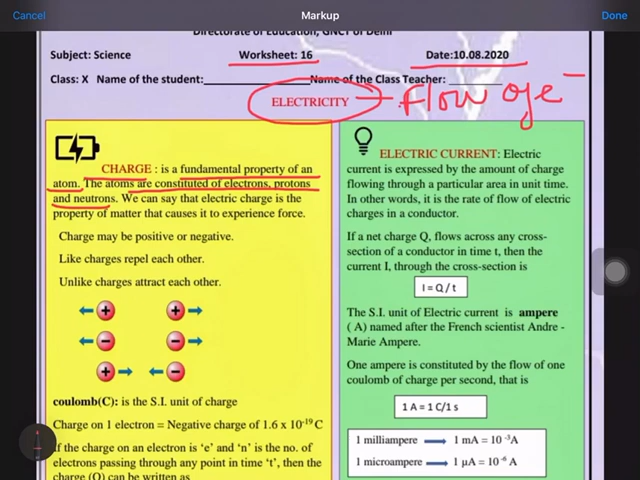 Cancel
Markup
Done
Directorate of Education, GNCT of Delhi
Subject: Science Worksheet: 16 Date:10.08.2020
Class: X Name of the student: Name of the Class Teacher:
ELECTRICITY
flow of e⁻
CHARGE : is a fundamental property of an
atom. The atoms are constituted of electrons, protons
and neutrons. We can say that electric charge is the
property of matter that causes it to experience force.
Charge may be positive or negative.
Like charges repel each other.
Unlike charges attract each other.
+ +
− −
+ −
coulomb(C): is the S.I. unit of charge
Charge on 1 electron = Negative charge of 1.6 x 10⁻¹⁹ C
If the charge on an electron is 'e' and 'n' is the no. of
electrons passing through any point in time 't', then the
charge (Q) can be written as
ELECTRIC CURRENT: Electric
current is expressed by the amount of charge
flowing through a particular area in unit time.
In other words, it is the rate of flow of electric
charges in a conductor.
If a net charge Q, flows across any cross-
section of a conductor in time t, then the
current I, through the cross-section is
I = Q / t
The S.I. unit of Electric current is ampere
( A) named after the French scientist Andre -
Marie Ampere.
One ampere is constituted by the flow of one
coulomb of charge per second, that is
1 A = 1 C/1 s
1 milliampere 1 mA = 10⁻³A
1 microampere 1 µA = 10⁻⁶ A